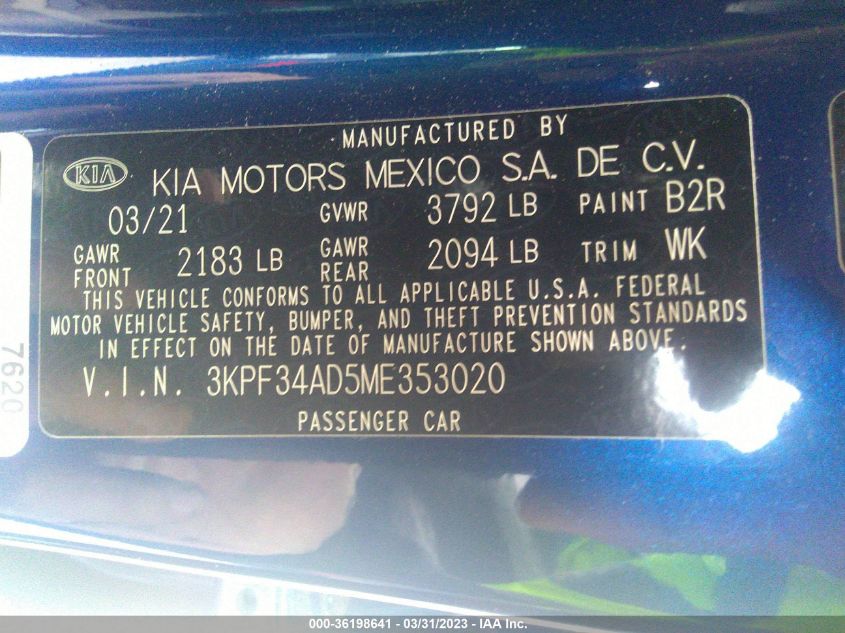 MANUFACTURED BY
KIA KIA MOTORS MEXICO S.A. DE C.V.
03/21 GVWR 3792 LB PAINT B2R
GAWR FRONT 2183 LB GAWR REAR 2094 LB TRIM WK
THIS VEHICLE CONFORMS TO ALL APPLICABLE U.S.A. FEDERAL
MOTOR VEHICLE SAFETY, BUMPER, AND THEFT PREVENTION STANDARDS
IN EFFECT ON THE DATE OF MANUFACTURE SHOWN ABOVE.
V.I.N. 3KPF34AD5ME353020
PASSENGER CAR
7620
000-36198641 - 03/31/2023 - IAA Inc.